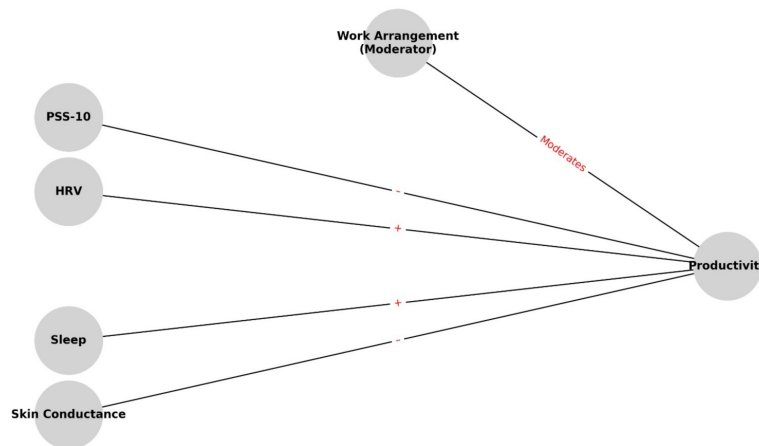 Work Arrangement
(Moderator)
PSS-10
Moderates
HRV
-
+
Productivit
+
Sleep
-
Skin Conductance